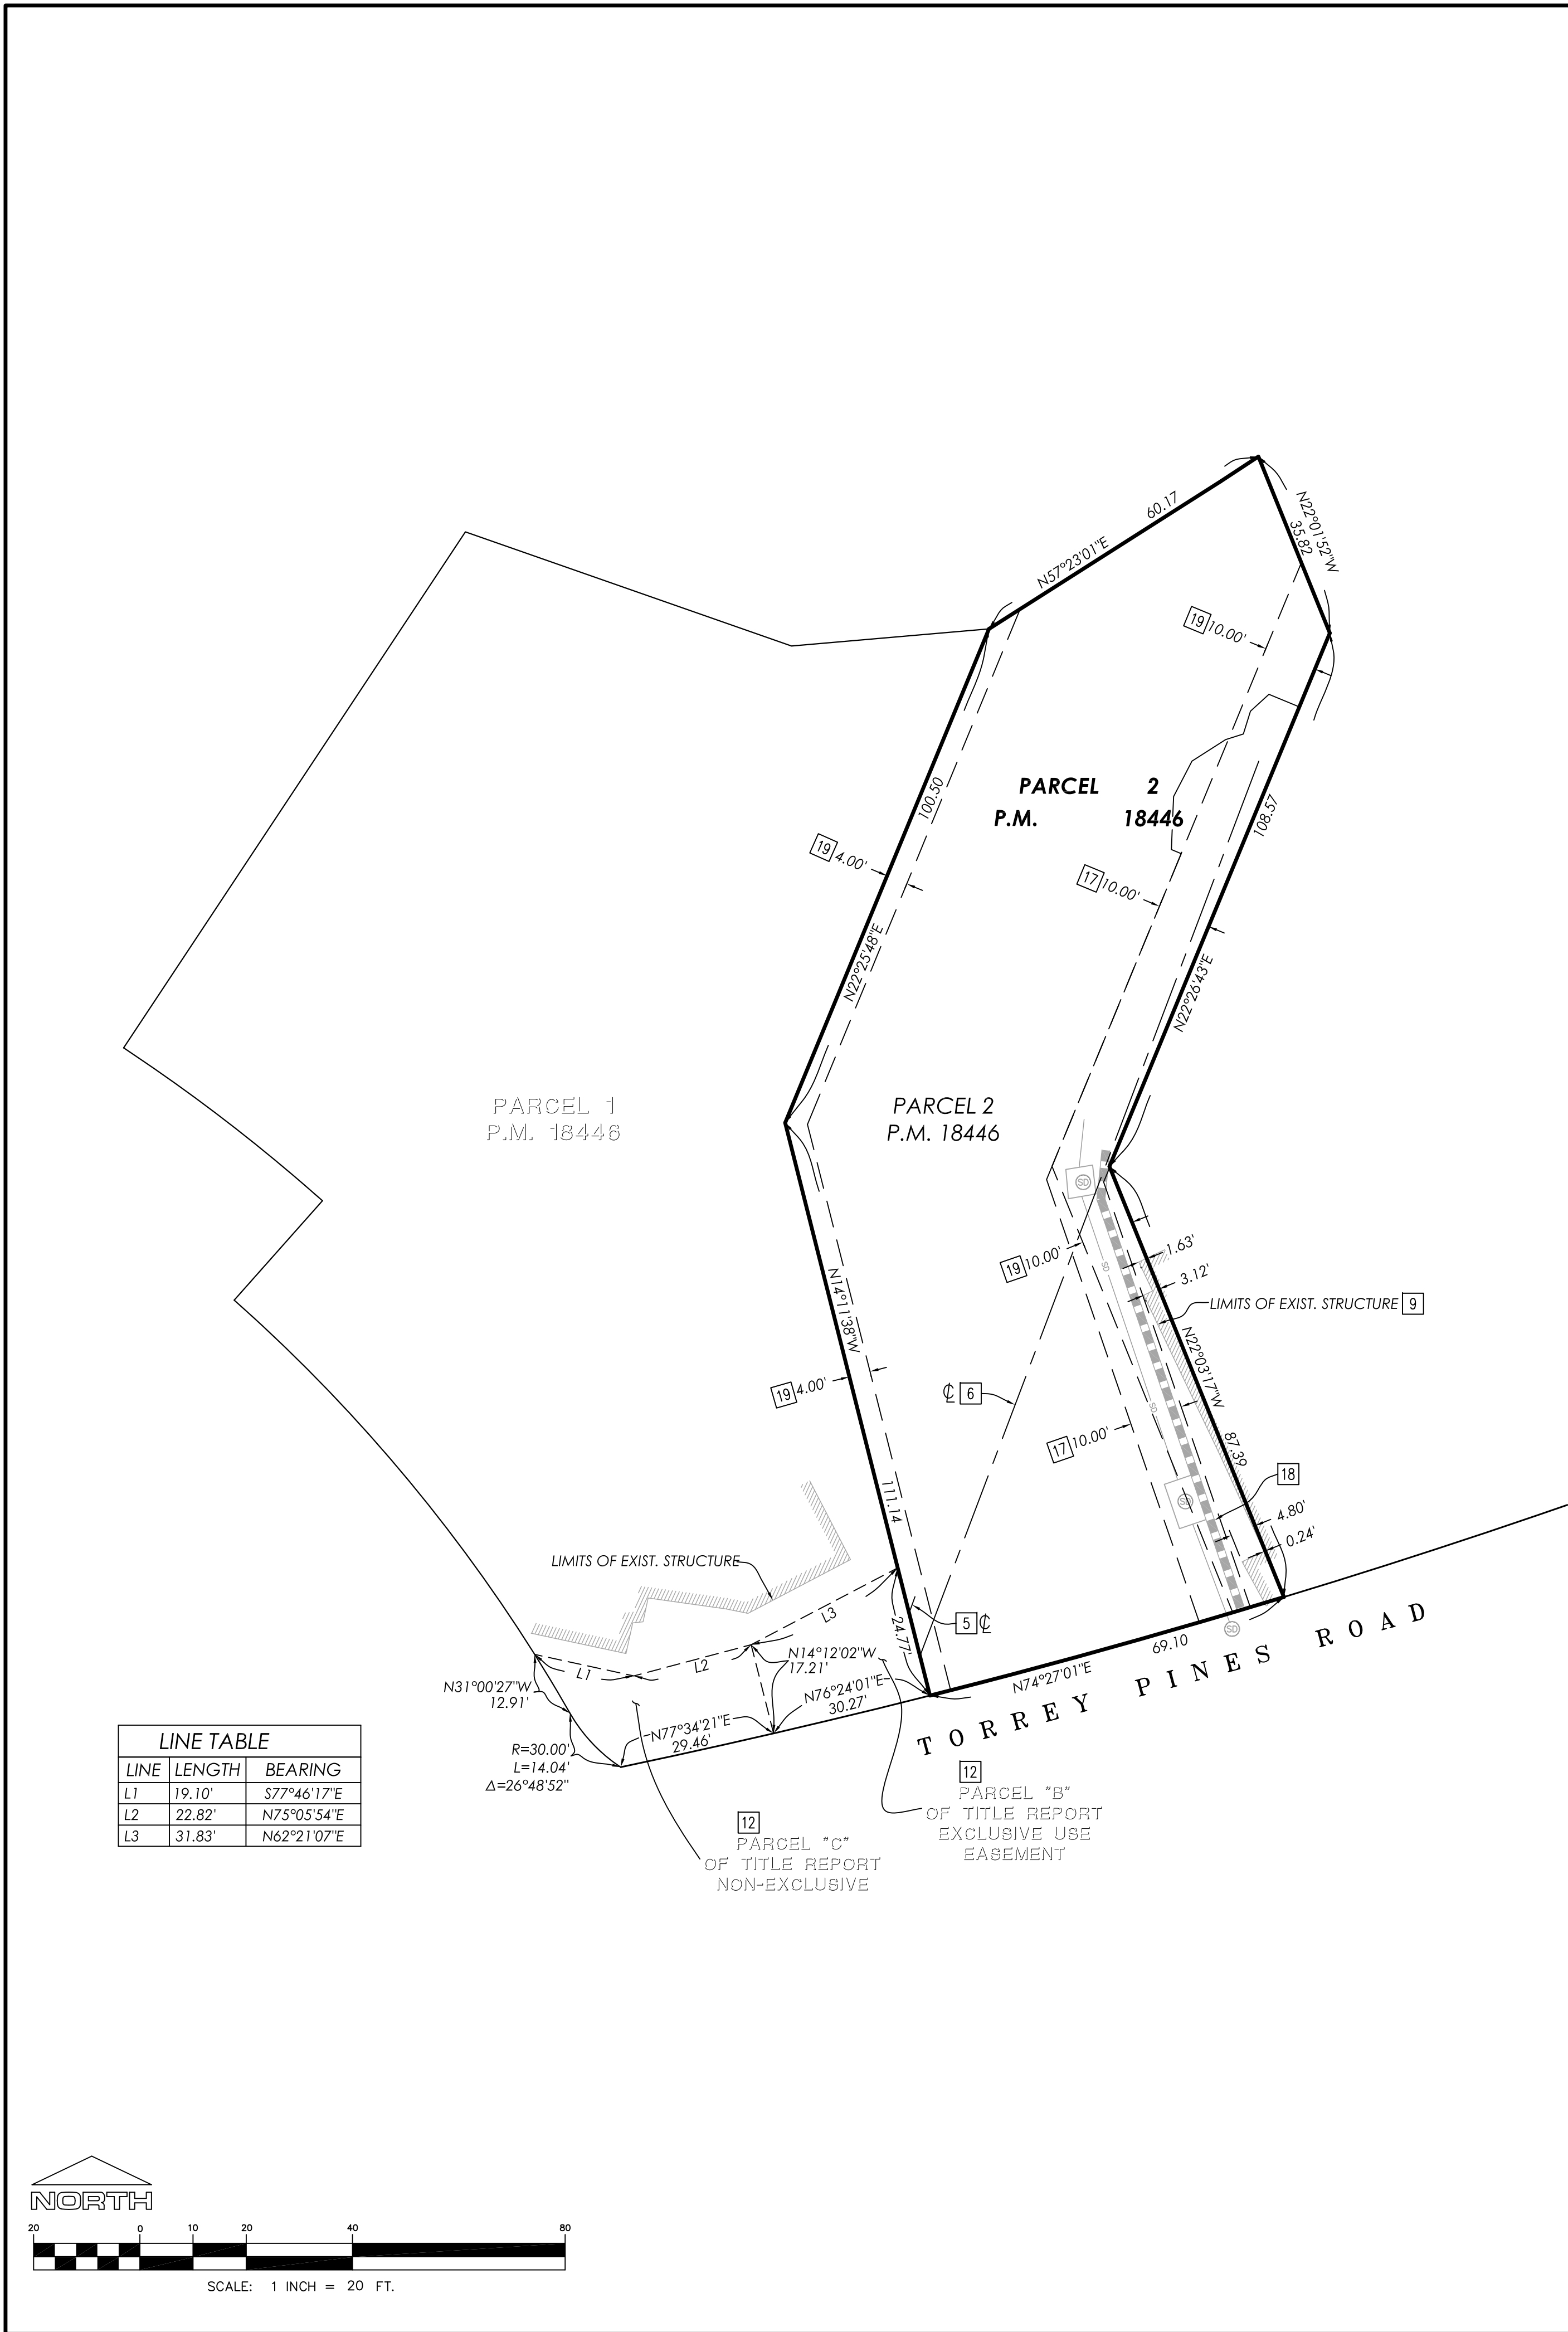 60.17
N57°23'01"E
N22°01'52"W
35.82
19 10.00'
PARCEL 2
P.M. 18446
100.50
108.57
19 4.00'
17 10.00'
N22°25'48"E
N22°26'43"E
PARCEL 1
P.M. 18446
PARCEL 2
P.M. 18446
SD
19 10.00'
1.63'
3.12'
LIMITS OF EXIST. STRUCTURE 9
SD
N14°11'38"W
N22°03'17"W
19 4.00'
℄ 6
SD
17 10.00'
87.39
18
SD
111.14
4.80'
0.24'
LIMITS OF EXIST. STRUCTURE
L3
5 ℄
24.77'
SD
69.10
N74°27'01"E
TORREY PINES ROAD
L1
L2
N14°12'02"W
17.21'
N31°00'27"W
12.91'
N76°24'01"E
30.27'
N77°34'21"E
29.46'
R=30.00'
L=14.04'
Δ=26°48'52"
LINE TABLE
LINE LENGTH BEARING
L1 19.10' S77°46'17"E
L2 22.82' N75°05'54"E
L3 31.83' N62°21'07"E
12
PARCEL "B"
OF TITLE REPORT
EXCLUSIVE USE
EASEMENT
12
PARCEL "C"
OF TITLE REPORT
NON-EXCLUSIVE
NORTH
20 0 10 20 40 80
SCALE: 1 INCH = 20 FT.